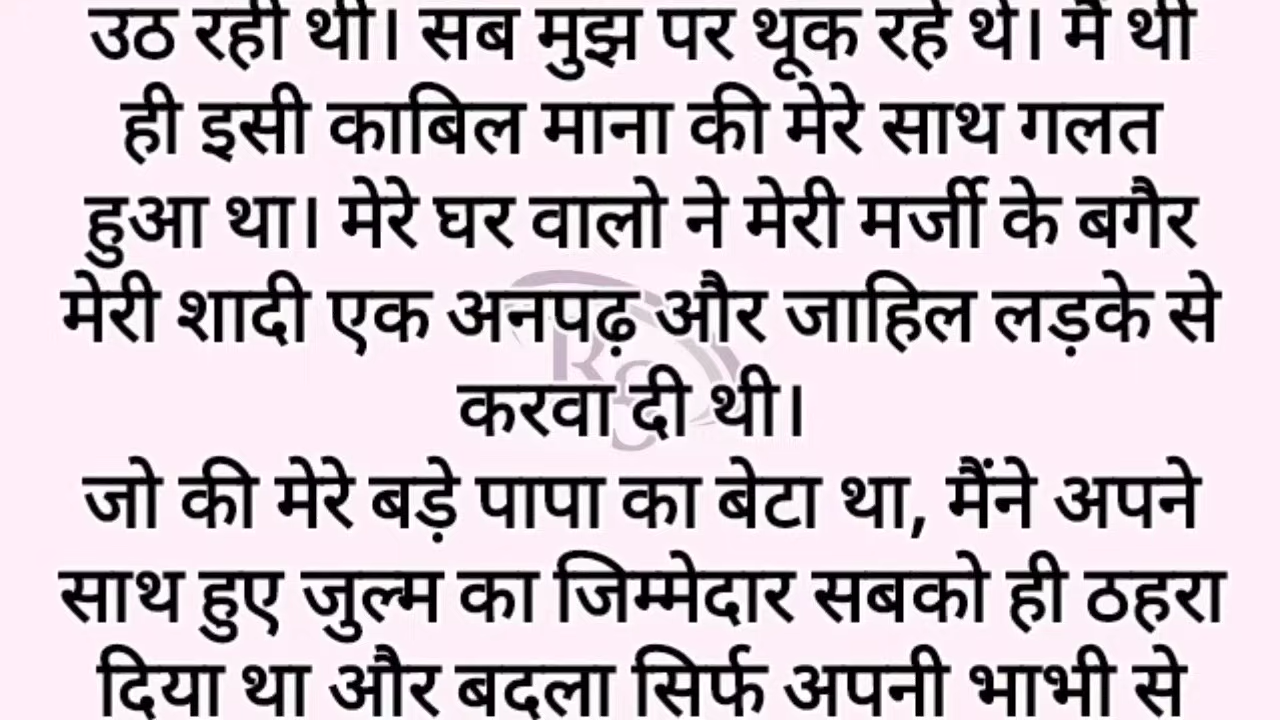 उठ रही थी। सब मुझ पर थूक रहे थे। मैं थी
ही इसी काबिल माना की मेरे साथ गलत
हुआ था। मेरे घर वालो ने मेरी मर्जी के बगैर
मेरी शादी एक अनपढ़ और जाहिल लड़के से
करवा दी थी।
जो की मेरे बड़े पापा का बेटा था, मैंने अपने
साथ हुए जुल्म का जिम्मेदार सबको ही ठहरा
दिया था और बदला सिर्फ अपनी भाभी से